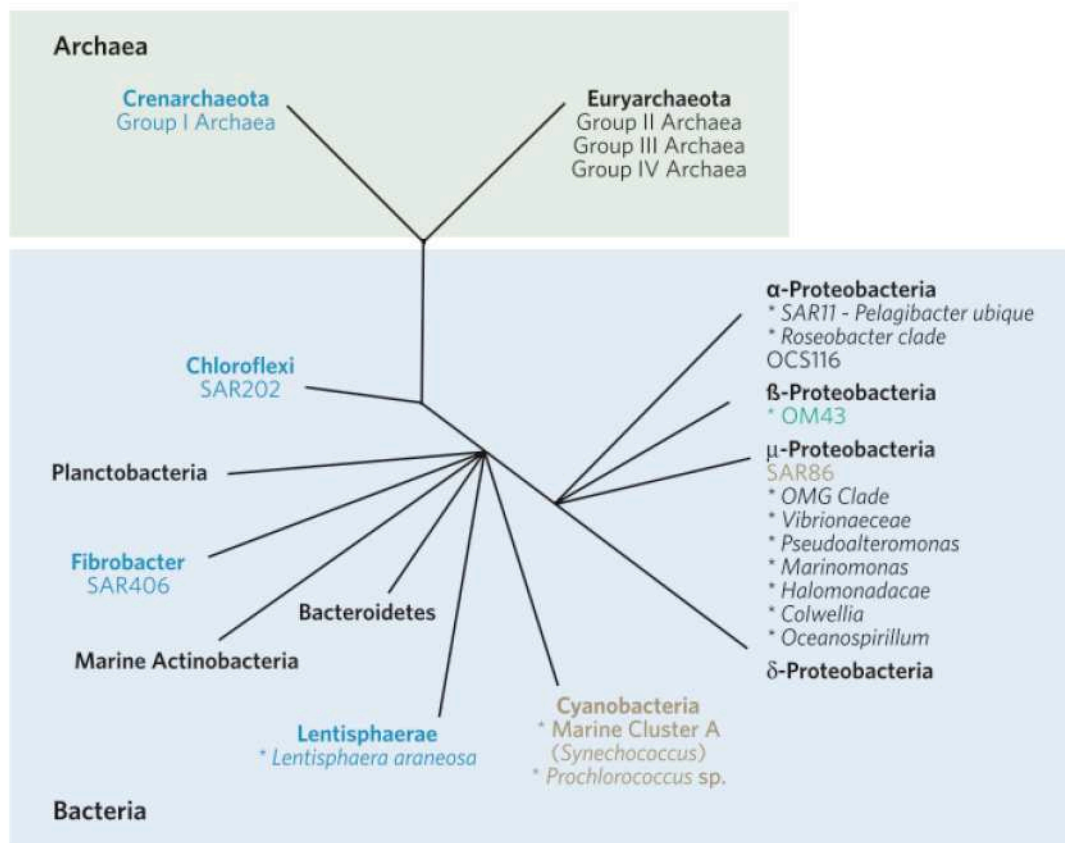 Archaea
Crenarchaeota
Group I Archaea
Euryarchaeota
Group II Archaea
Group III Archaea
Group IV Archaea
α-Proteobacteria
* SAR11 - Pelagibacter ubique
* Roseobacter clade
OCS116
Chloroflexi
SAR202
ß-Proteobacteria
* OM43
Planctobacteria
μ-Proteobacteria
SAR86
* OMG Clade
* Vibrionaeceae
* Pseudoalteromonas
* Marinomonas
* Halomonadacae
* Colwellia
* Oceanospirillum
Fibrobacter
SAR406
Bacteroidetes
Marine Actinobacteria
δ-Proteobacteria
Lentisphaerae
* Lentisphaera araneosa
Cyanobacteria
* Marine Cluster A
(Synechococcus)
* Prochlorococcus sp.
Bacteria